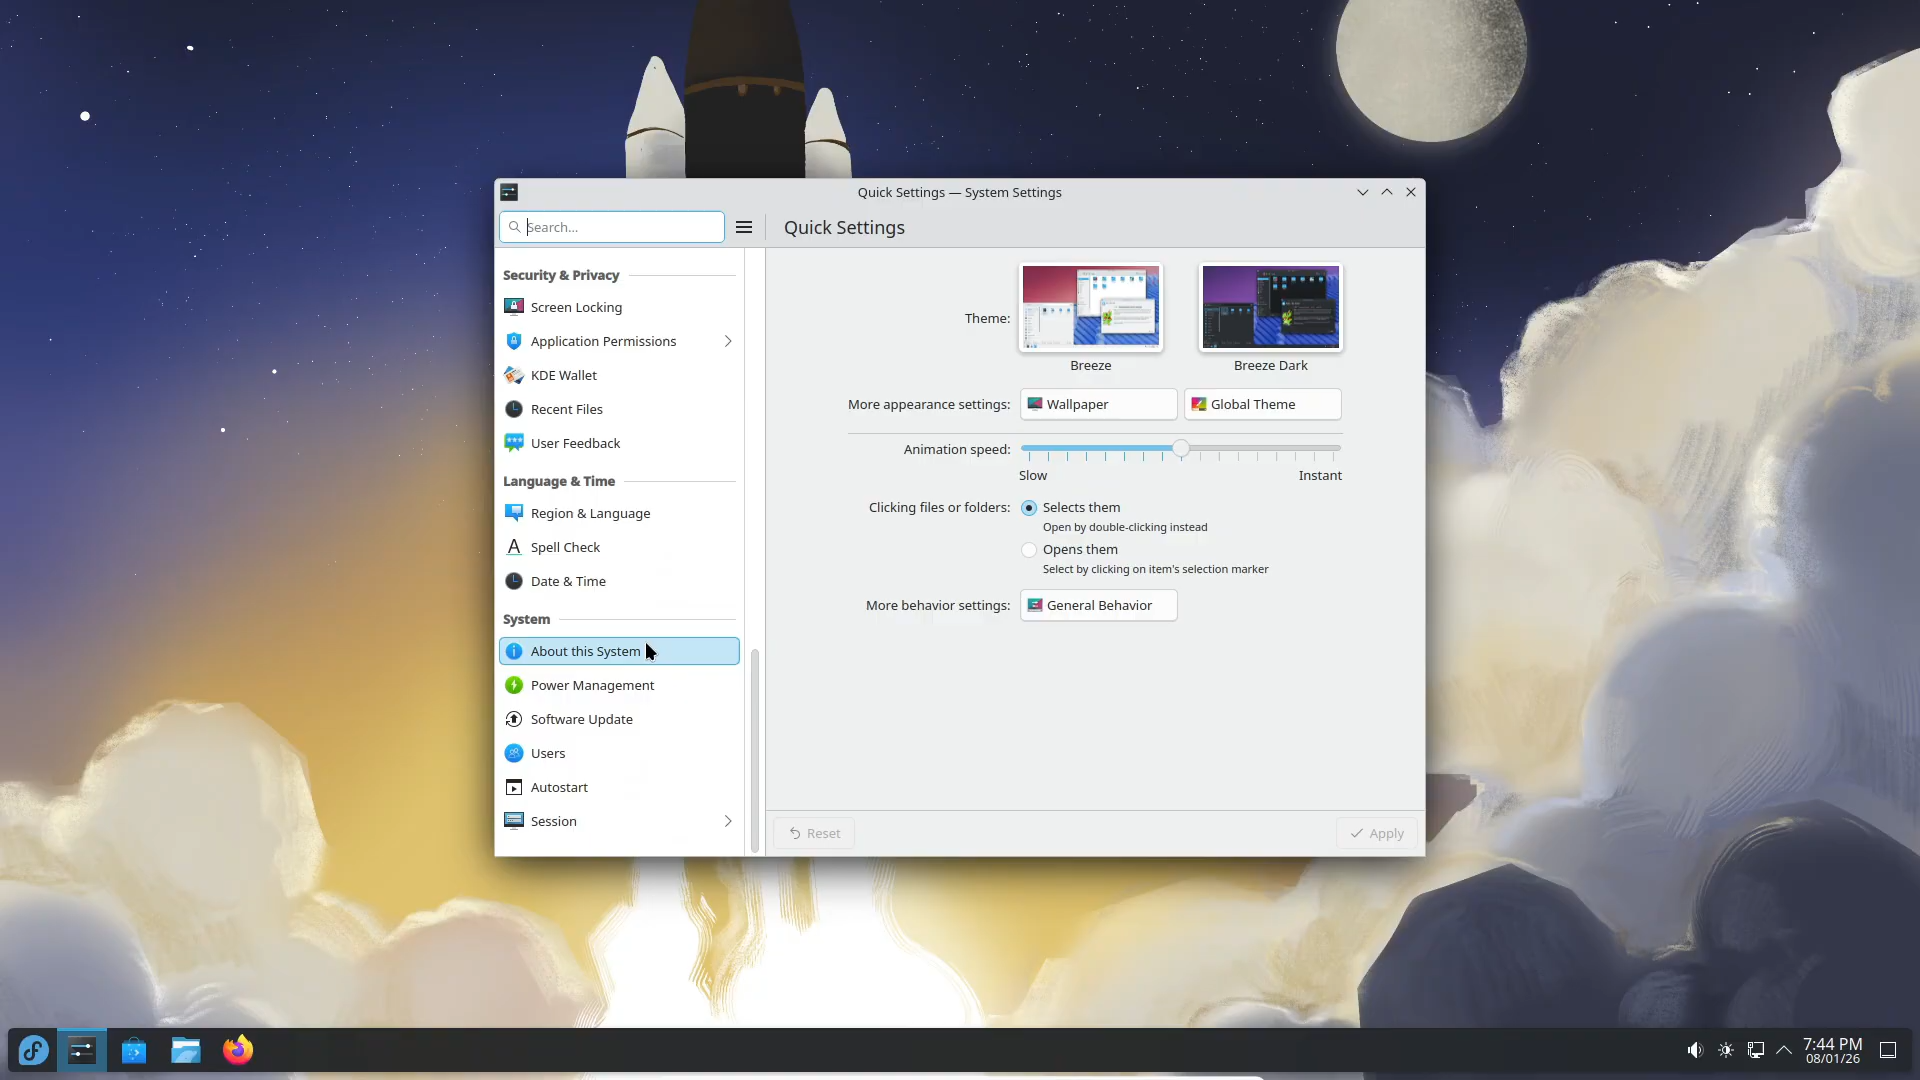 Quick Settings — System Settings
Search...
Quick Settings
Security & Privacy
Screen Locking
Application Permissions
KDE Wallet
Recent Files
User Feedback
Language & Time
Region & Language
Spell Check
Date & Time
System
About this System
Power Management
Software Update
Users
Autostart
Session
Theme:
Breeze
Breeze Dark
More appearance settings:
Wallpaper
Global Theme
Animation speed:
Slow
Instant
Clicking files or folders:
Selects them
Open by double-clicking instead
Opens them
Select by clicking on item's selection marker
More behavior settings:
General Behavior
Reset
Apply
7:44 PM
08/01/26